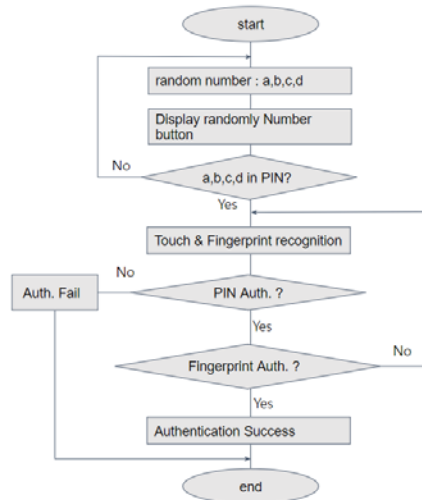 start
random number : a,b,c,d
Display randomly Number
button
a,b,c,d in PIN?
No
Yes
Touch & Fingerprint recognition
No
Auth. Fail
PIN Auth. ?
Yes
Fingerprint Auth. ?
No
Yes
Authentication Success
end